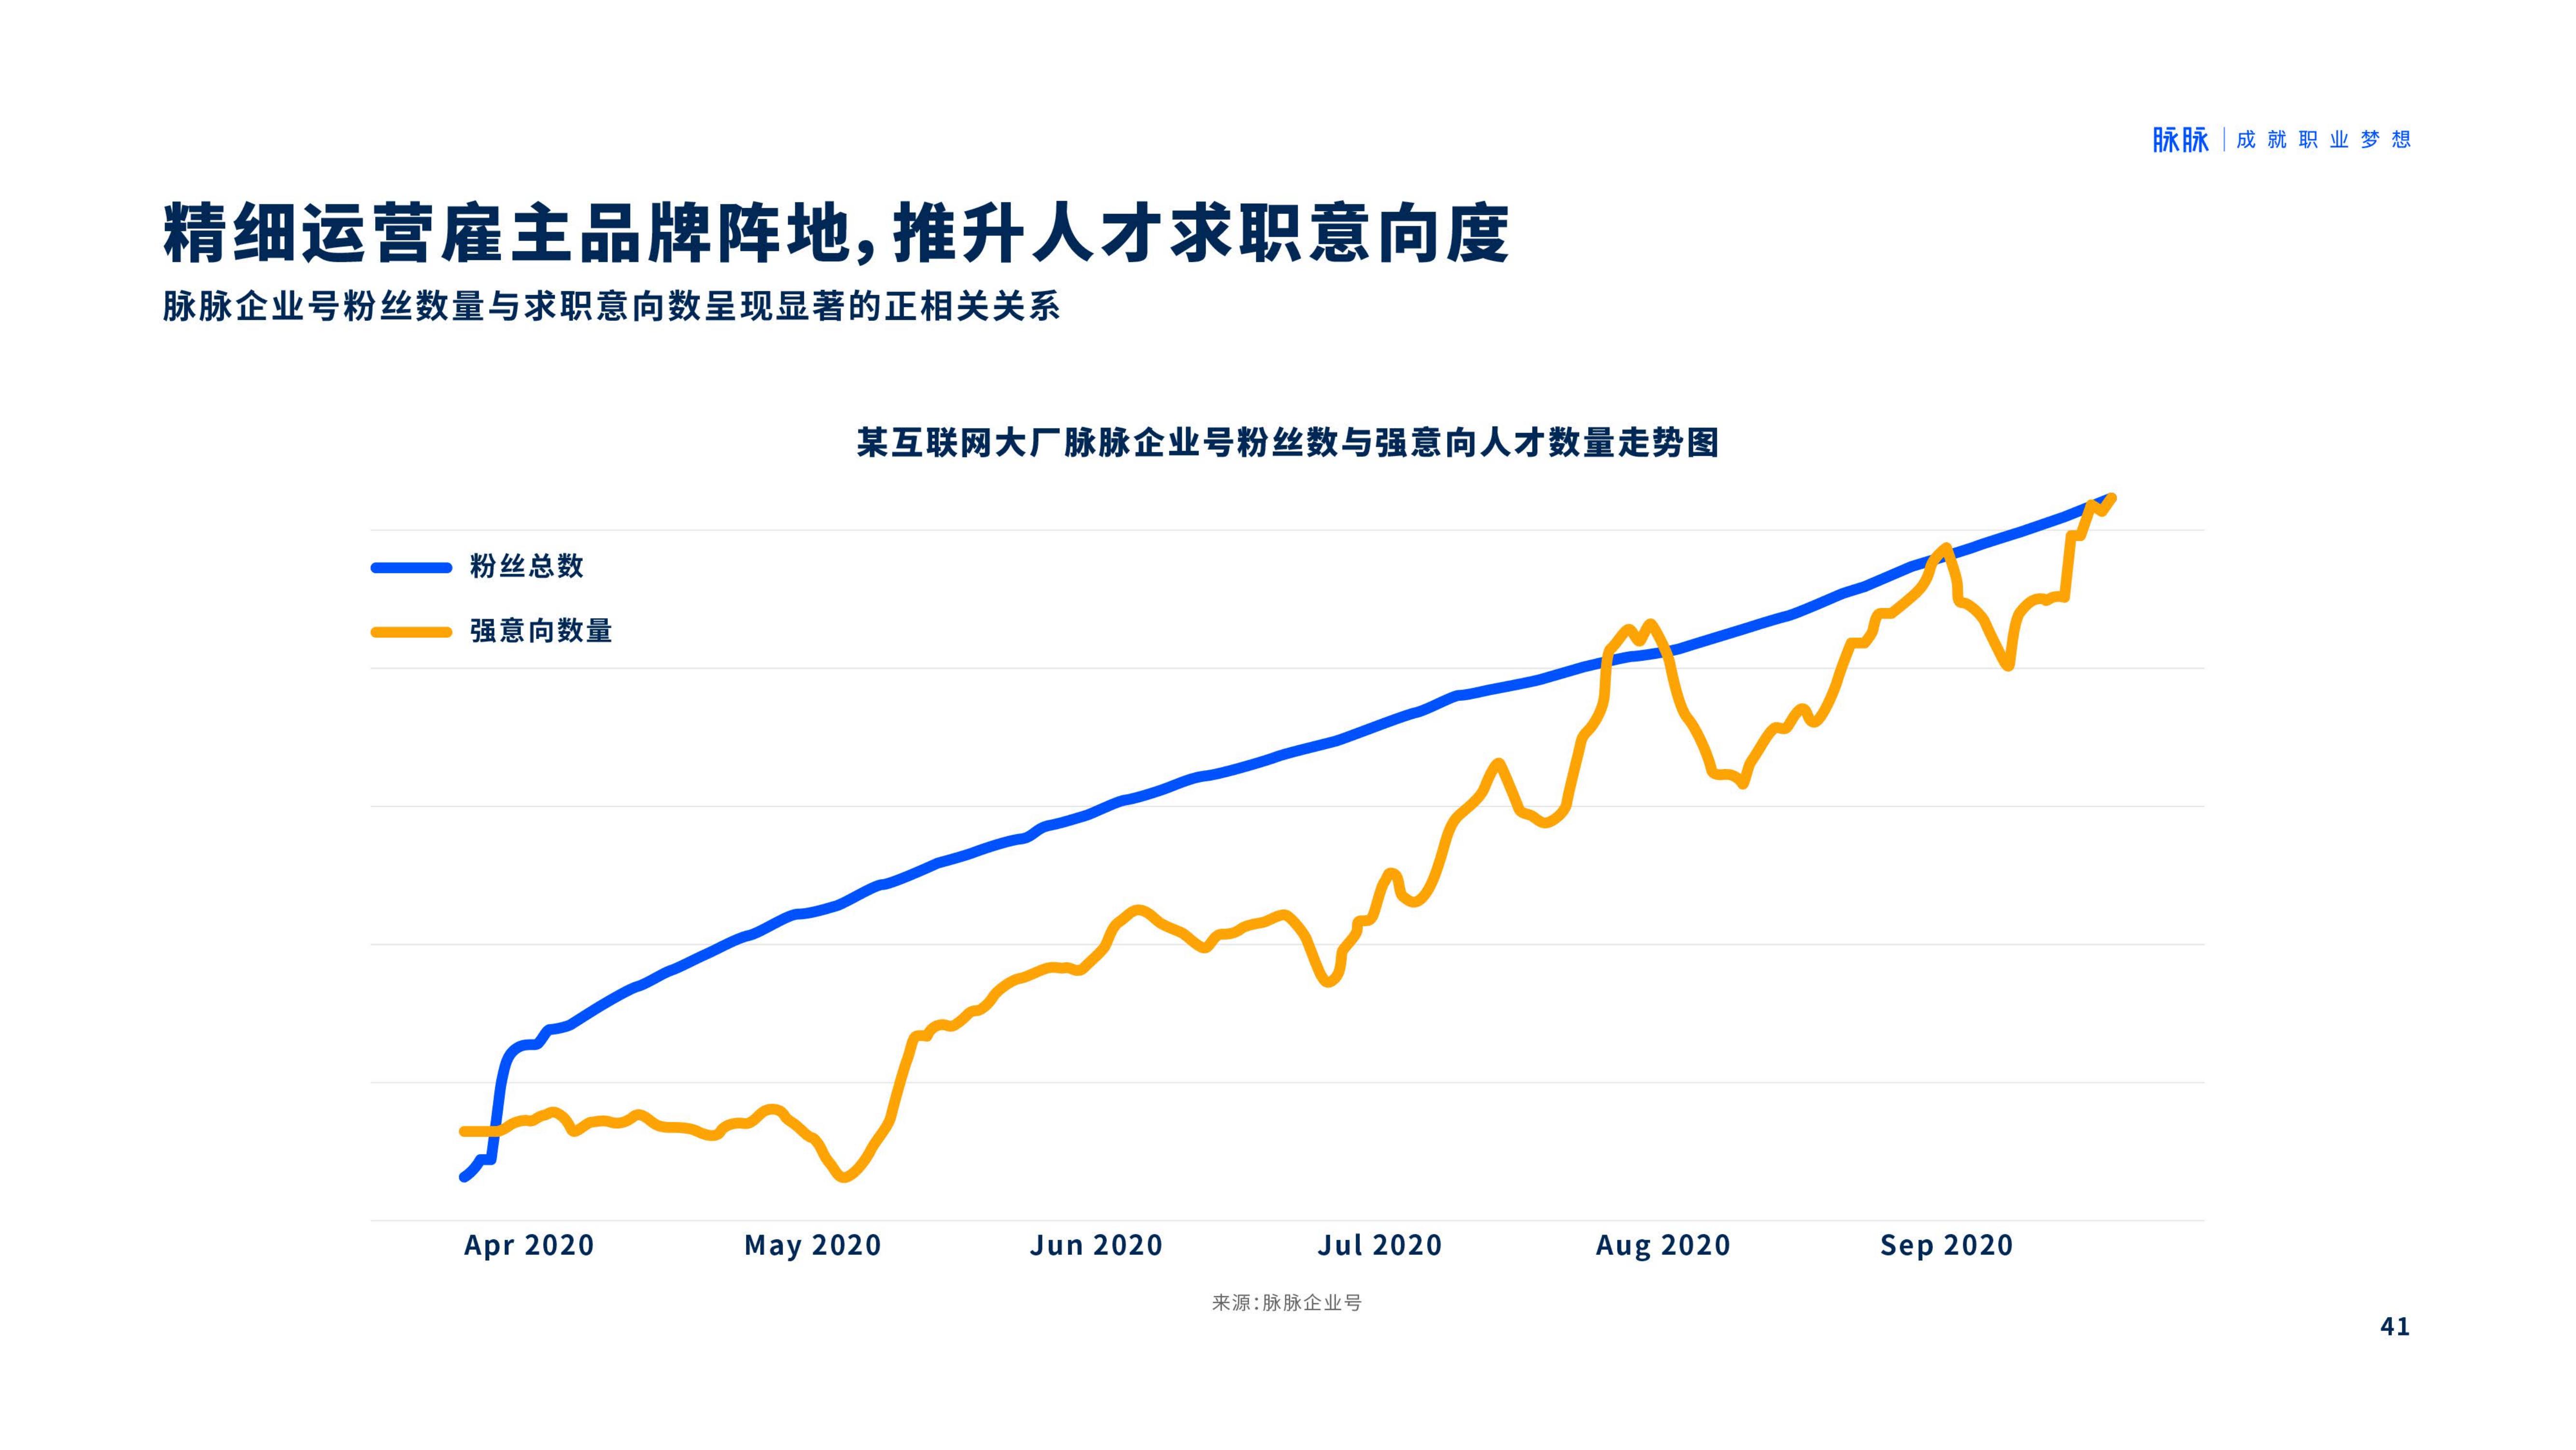 脉脉 | 成就职业梦想
精细运营雇主品牌阵地,推升人才求职意向度
脉脉企业号粉丝数量与求职意向数呈现显著的正相关关系
某互联网大厂脉脉企业号粉丝数与强意向人才数量走势图
粉丝总数
强意向数量
Apr 2020 May 2020 Jun 2020 Jul 2020 Aug 2020 Sep 2020
来源:脉脉企业号
41